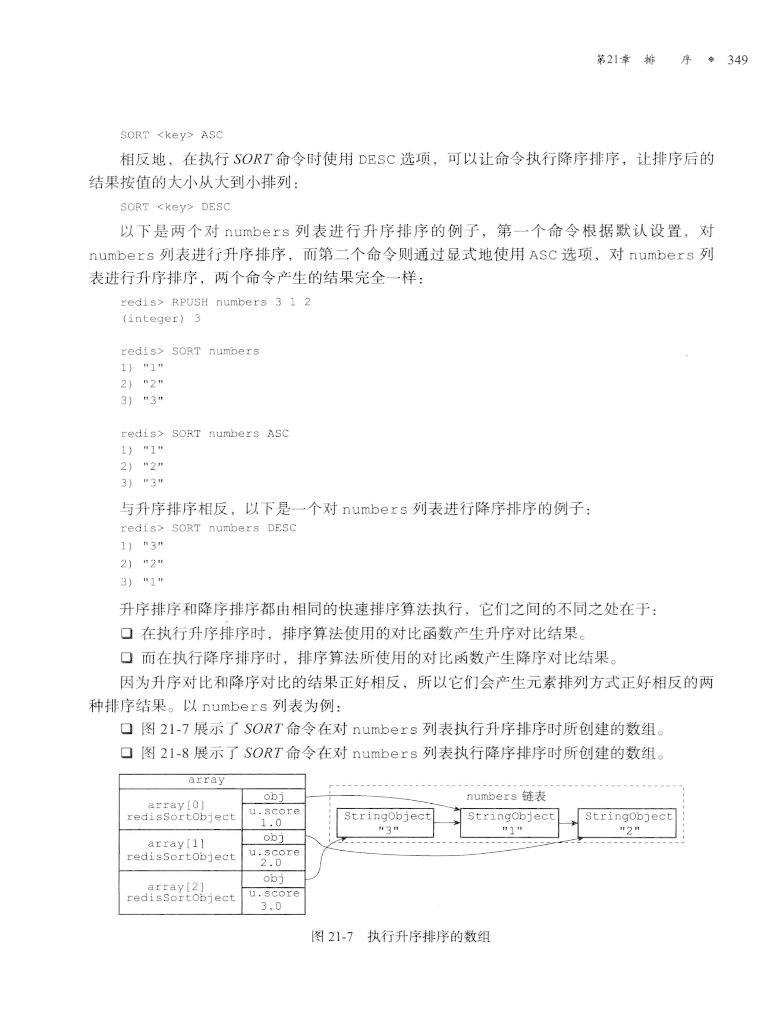 第21章 排 序 ◆ 349
SORT <key> ASC
相反地，在执行 SORT 命令时使用 DESC 选项，可以让命令执行降序排序，让排序后的
结果按值的大小从大到小排列：
SORT <key> DESC
以下是两个对 numbers 列表进行升序排序的例子，第一个命令根据默认设置，对
numbers 列表进行升序排序，而第二个命令则通过显式地使用 ASC 选项，对 numbers 列
表进行升序排序，两个命令产生的结果完全一样：
redis> RPUSH numbers 3 1 2
(integer) 3
redis> SORT numbers
1) "1"
2) "2"
3) "3"
redis> SORT numbers ASC
1) "1"
2) "2"
3) "3"
与升序排序相反，以下是一个对 numbers 列表进行降序排序的例子：
redis> SORT numbers DESC
1) "3"
2) "2"
3) "1"
升序排序和降序排序都由相同的快速排序算法执行，它们之间的不同之处在于：
❑ 在执行升序排序时，排序算法使用的对比函数产生升序对比结果。
❑ 而在执行降序排序时，排序算法所使用的对比函数产生降序对比结果。
因为升序对比和降序对比的结果正好相反，所以它们会产生元素排列方式正好相反的两
种排序结果。以 numbers 列表为例：
❑ 图 21-7 展示了 SORT 命令在对 numbers 列表执行升序排序时所创建的数组。
❑ 图 21-8 展示了 SORT 命令在对 numbers 列表执行降序排序时所创建的数组。
array
array[0]
redisSortObject
obj
u.score
1.0
array[1]
redisSortObject
obj
u.score
2.0
array[2]
redisSortObject
obj
u.score
3.0
numbers 链表
StringObject
"3"
StringObject
"1"
StringObject
"2"
图 21-7 执行升序排序的数组